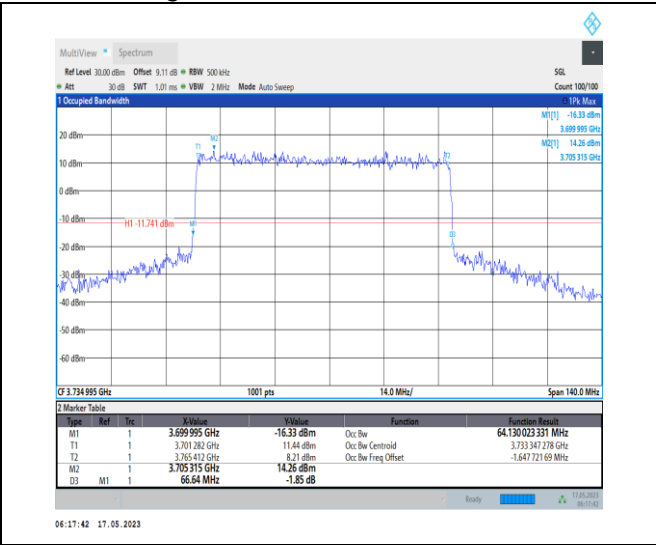 MultiView Spectrum
Ref Level 30.00 dBm Offset 9.11 dB RBW 500 kHz SGL
Att 30 dB SWT 1.01 ms VBW 2 MHz Mode Auto Sweep Count 100/100
1 Occupied Bandwidth 1Pk Max
M1[1] -16.33 dBm
3.699 995 GHz
M2[1] 14.26 dBm
3.705 315 GHz
20 dBm
M2
T1
T2
10 dBm
0 dBm
-10 dBm
H1 -11.741 dBm
M1
D3
-20 dBm
-30 dBm
-40 dBm
-50 dBm
-60 dBm
CF 3.734 995 GHz 1001 pts 14.0 MHz/ Span 140.0 MHz
2 Marker Table
Type Ref Trc X-Value Y-Value Function Function Result
M1 1 3.699 995 GHz -16.33 dBm Occ Bw 64.130 023 331 MHz
T1 1 3.701 282 GHz 11.44 dBm Occ Bw Centroid 3.733 347 278 GHz
T2 1 3.765 412 GHz 8.21 dBm Occ Bw Freq Offset -1.647 721 69 MHz
M2 1 3.705 315 GHz 14.26 dBm
D3 M1 1 66.64 MHz -1.85 dB
Ready 17.05.2023
06:17:42
06:17:42 17.05.2023